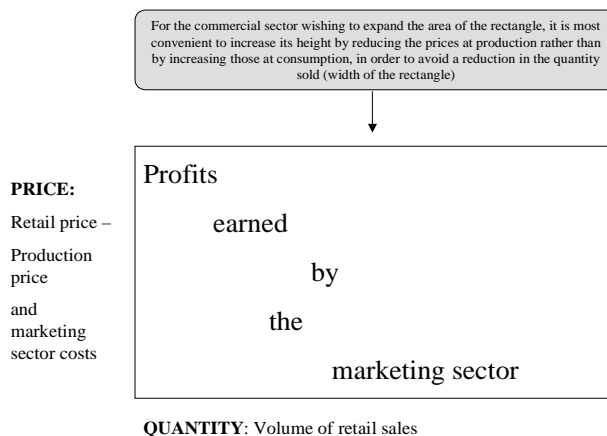 For the commercial sector wishing to expand the area of the rectangle, it is most
convenient to increase its height by reducing the prices at production rather than
by increasing those at consumption, in order to avoid a reduction in the quantity
sold (width of the rectangle)
PRICE:
Retail price –
Production
price
and
marketing
sector costs
Profits
earned
by
the
marketing sector
QUANTITY: Volume of retail sales